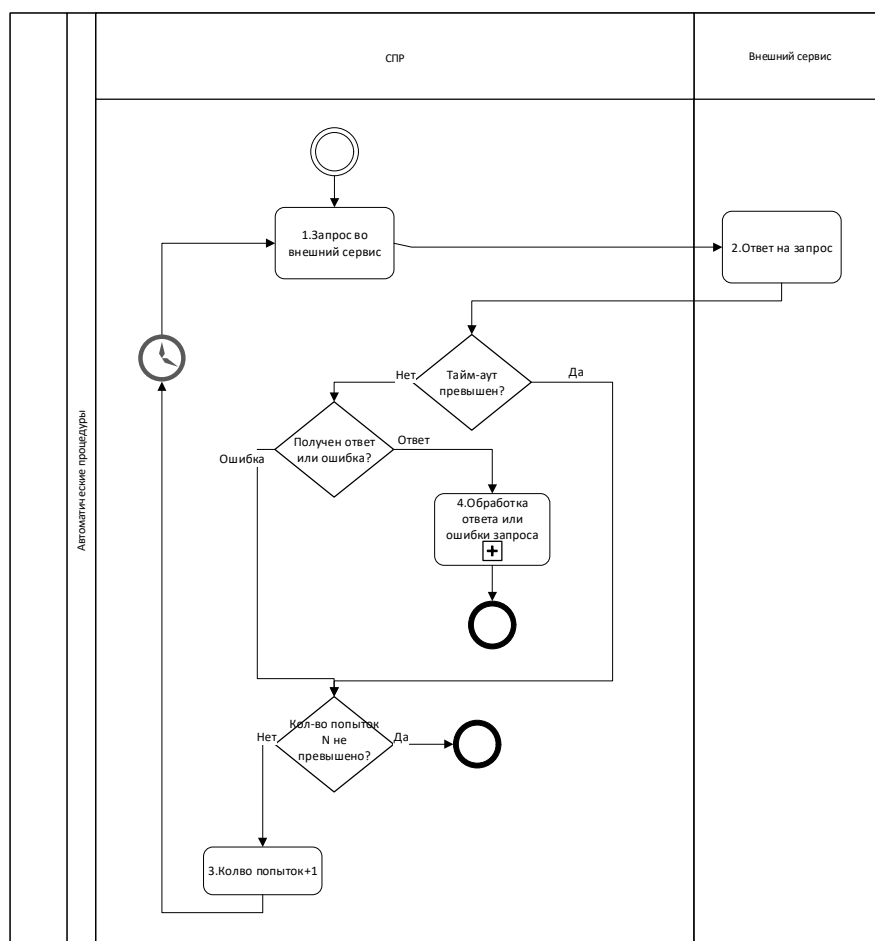 СПР
Внешний сервис
Автоматические процедуры
1.Запрос во
внешний сервис
2.Ответ на запрос
Тайм-аут
превышен?
Нет
Да
Получен ответ
или ошибка?
Ошибка
Ответ
4.Обработка
ответа или
ошибки запроса
Кол-во попыток
N не
превышено?
Нет
Да
3.Колво попыток+1